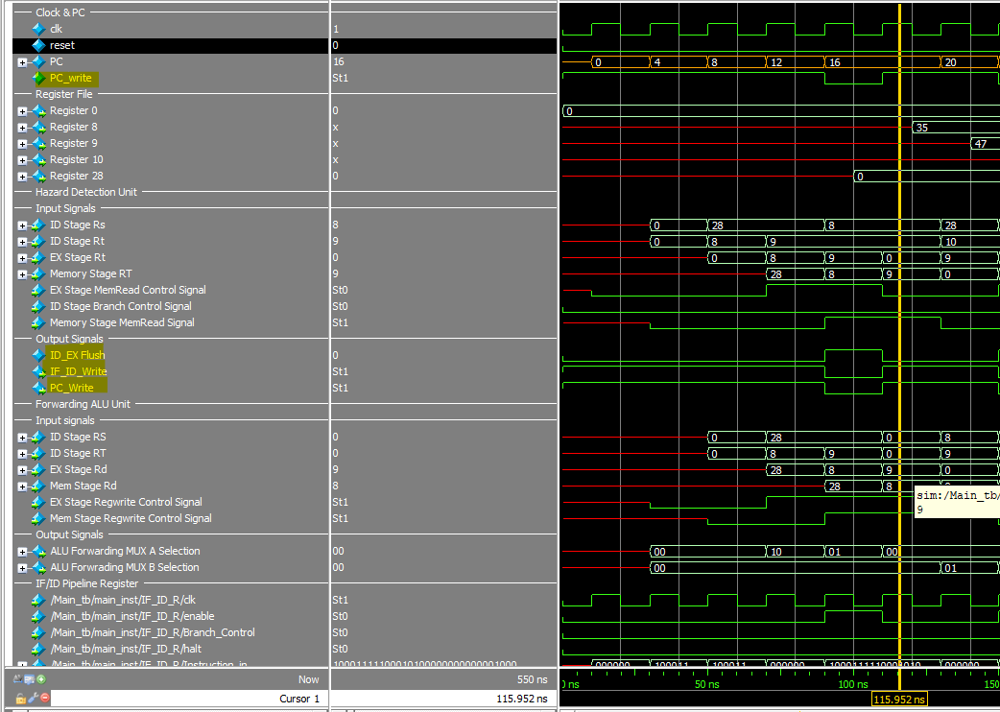 Clock & PC
clk 1
reset 0
PC 16 0 4 8 12 16 20
PC_write St1
Register File
Register 0 0 0
Register 8 x 35
Register 9 x 47
Register 10 x
Register 28 0 0
Hazard Detection Unit
Input Signals
ID Stage Rs 8 0 28 8 28
ID Stage Rt 9 0 8 9 10
EX Stage Rt 0 0 8 9 0 9
Memory Stage RT 9 28 8 9 0
EX Stage MemRead Control Signal St0
ID Stage Branch Control Signal St0
Memory Stage MemRead Signal St1
Output Signals
ID_EX Flush 0
IF_ID_Write St1
PC_Write St1
Forwarding ALU Unit
Input signals
ID Stage RS 0 0 28 0 8
ID Stage RT 0 0 8 9 0 9
EX Stage Rd 9 28 8 9 0
Mem Stage Rd 8 28 8
EX Stage Regwrite Control Signal St1
sim:/Main_tb/
9
Mem Stage Regwrite Control Signal St1
Output Signals
ALU Forwarding MUX A Selection 00 00 10 01 00
ALU Forwrading MUX B Selection 00 00 01
IF/ID Pipeline Register
/Main_tb/main_inst/IF_ID_R/clk St1
/Main_tb/main_inst/IF_ID_R/enable St0
/Main_tb/main_inst/IF_ID_R/Branch_Control St0
/Main_tb/main_inst/IF_ID_R/halt St0
/Main_tb/main_inst/IF_ID_R/Instruction_in
Now 550 ns 50 ns 100 ns
Cursor 1 115.952 ns 115.952 ns